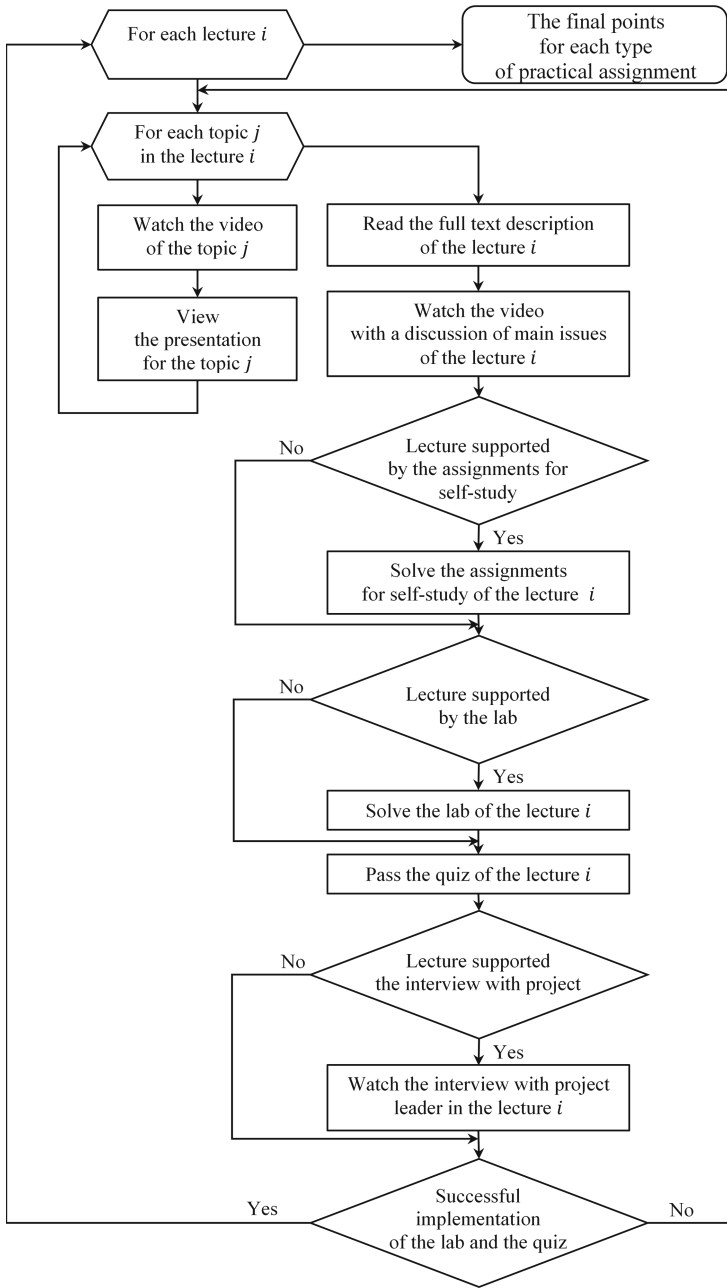 For each lecture i
The final points
for each type
of practical assignment
For each topic j
in the lecture i
Watch the video
of the topic j
View
the presentation
for the topic j
Read the full text description
of the lecture i
Watch the video
with a discussion of main issues
of the lecture i
No
Lecture supported
by the assignments for
self-study
Yes
Solve the assignments
for self-study of the lecture i
No
Lecture supported
by the lab
Yes
Solve the lab of the lecture i
Pass the quiz of the lecture i
No
Lecture supported
the interview with project
Yes
Watch the interview with project
leader in the lecture i
Yes
Successful
implementation
of the lab and the quiz
No